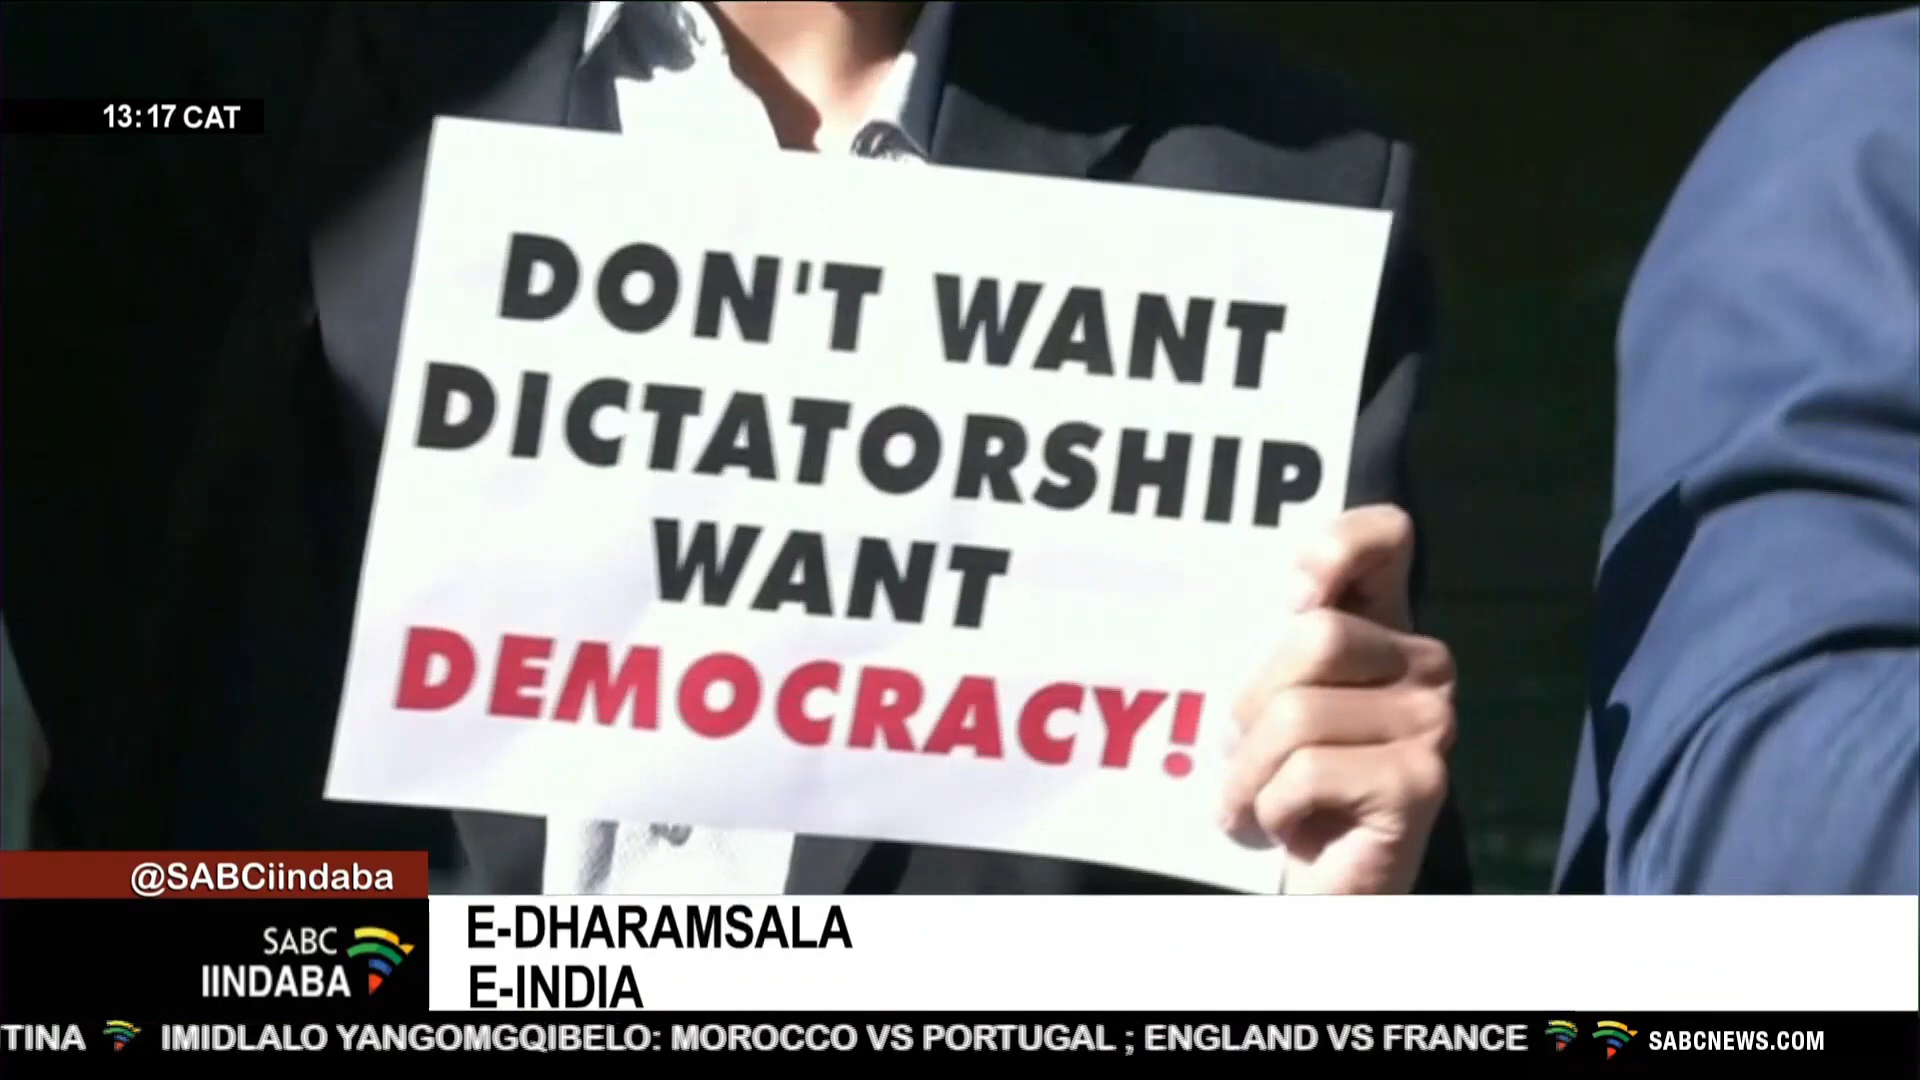 13:17 CAT
DON'T WANT
DICTATORSHIP
WANT
DEMOCRACY!
@SABCiindaba
SABC
IINDABA
E-DHARAMSALA
E-INDIA
TINA IMIDLALO YANGOMGQIBELO: MOROCCO VS PORTUGAL ; ENGLAND VS FRANCE SABCNEWS.COM